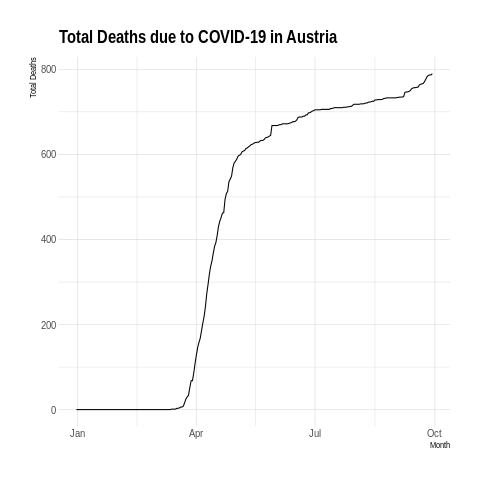 Total Deaths due to COVID-19 in Austria
Total Deaths
800
600
400
200
0
Jan Apr Jul Oct
Month